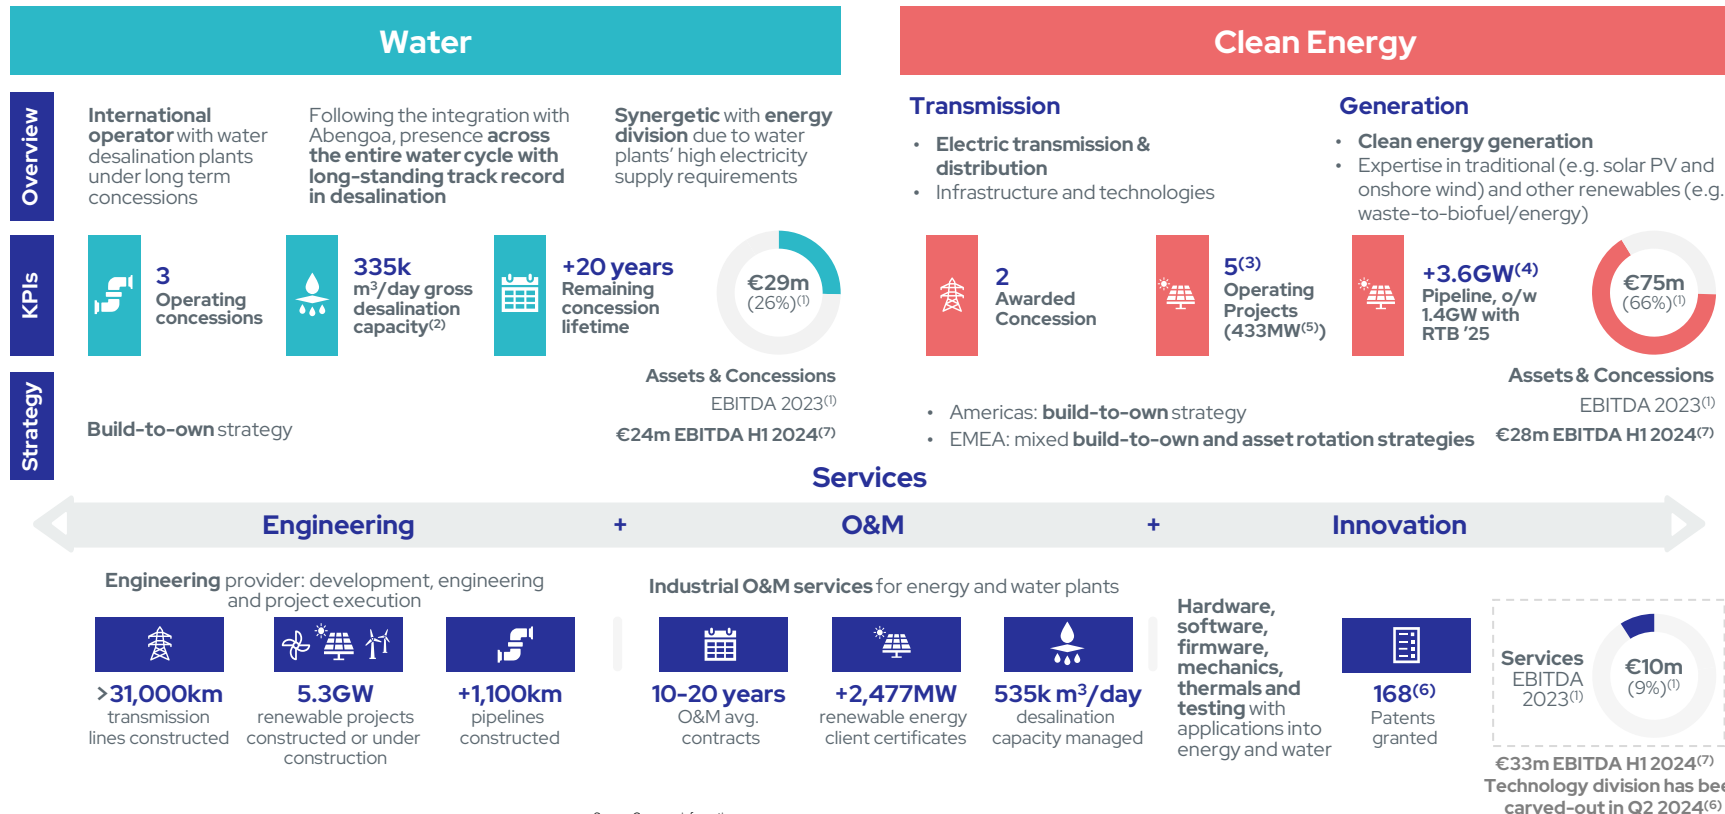 Water
Clean Energy
Overview
International
operator with water
desalination plants
under long term
concessions
Following the integration with
Abengoa, presence across
the entire water cycle with
long-standing track record
in desalination
Synergetic with energy
division due to water
plants' high electricity
supply requirements
Transmission
• Electric transmission &
distribution
• Infrastructure and technologies
Generation
• Clean energy generation
• Expertise in traditional (e.g. solar PV and
onshore wind) and other renewables (e.g.
waste-to-biofuel/energy)
KPIs
3
Operating
concessions
335k
m³/day gross
desalination
capacity(2)
+20 years
Remaining
concession
lifetime
€29m
(26%)(1)
2
Awarded
Concession
5(3)
Operating
Projects
(433MW(5))
+3.6GW(4)
Pipeline, o/w
1.4GW with
RTB '25
€75m
(66%)(1)
Strategy
Build-to-own strategy
Assets & Concessions
EBITDA 2023(1)
€24m EBITDA H1 2024(7)
• Americas: build-to-own strategy
• EMEA: mixed build-to-own and asset rotation strategies
Assets & Concessions
EBITDA 2023(1)
€28m EBITDA H1 2024(7)
Services
Engineering + O&M + Innovation
Engineering provider: development, engineering
and project execution
>31,000km
transmission
lines constructed
5.3GW
renewable projects
constructed or under
construction
+1,100km
pipelines
constructed
Industrial O&M services for energy and water plants
10-20 years
O&M avg.
contracts
+2,477MW
renewable energy
client certificates
535k m³/day
desalination
capacity managed
Hardware,
software,
firmware,
mechanics,
thermals and
testing with
applications into
energy and water
168(6)
Patents
granted
Services
EBITDA
2023(1)
€10m
(9%)(1)
€33m EBITDA H1 2024(7)
Technology division has
carved-out in Q2 2024(6)